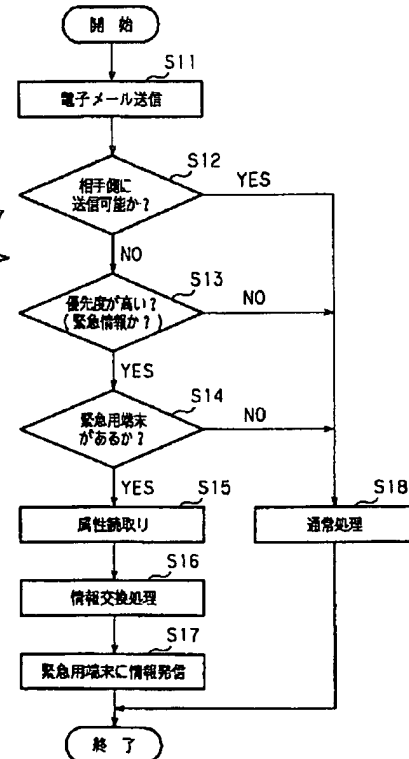 開始
S11
電子メール送信
S12
相手側に
送信可能か?
YES
NO
S13
優先度が高い?
(緊急情報か?)
NO
YES
S14
緊急用端末
があるか?
NO
YES
S15
属性読取り
S18
通常処理
S16
情報交換処理
S17
緊急用端末に情報発信
終了